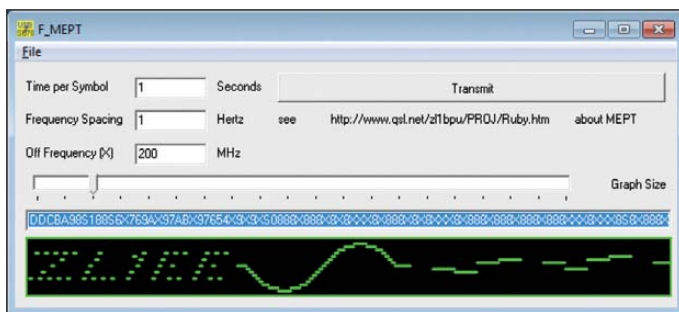 F_MEPT
File
Time per Symbol 1 Seconds Transmit
Frequency Spacing 1 Hertz see http://www.qsl.net/zl1bpu/PROJ/Ruby.htm about MEPT
Off Frequency (X) 200 MHz
Graph Size
ZL1EE